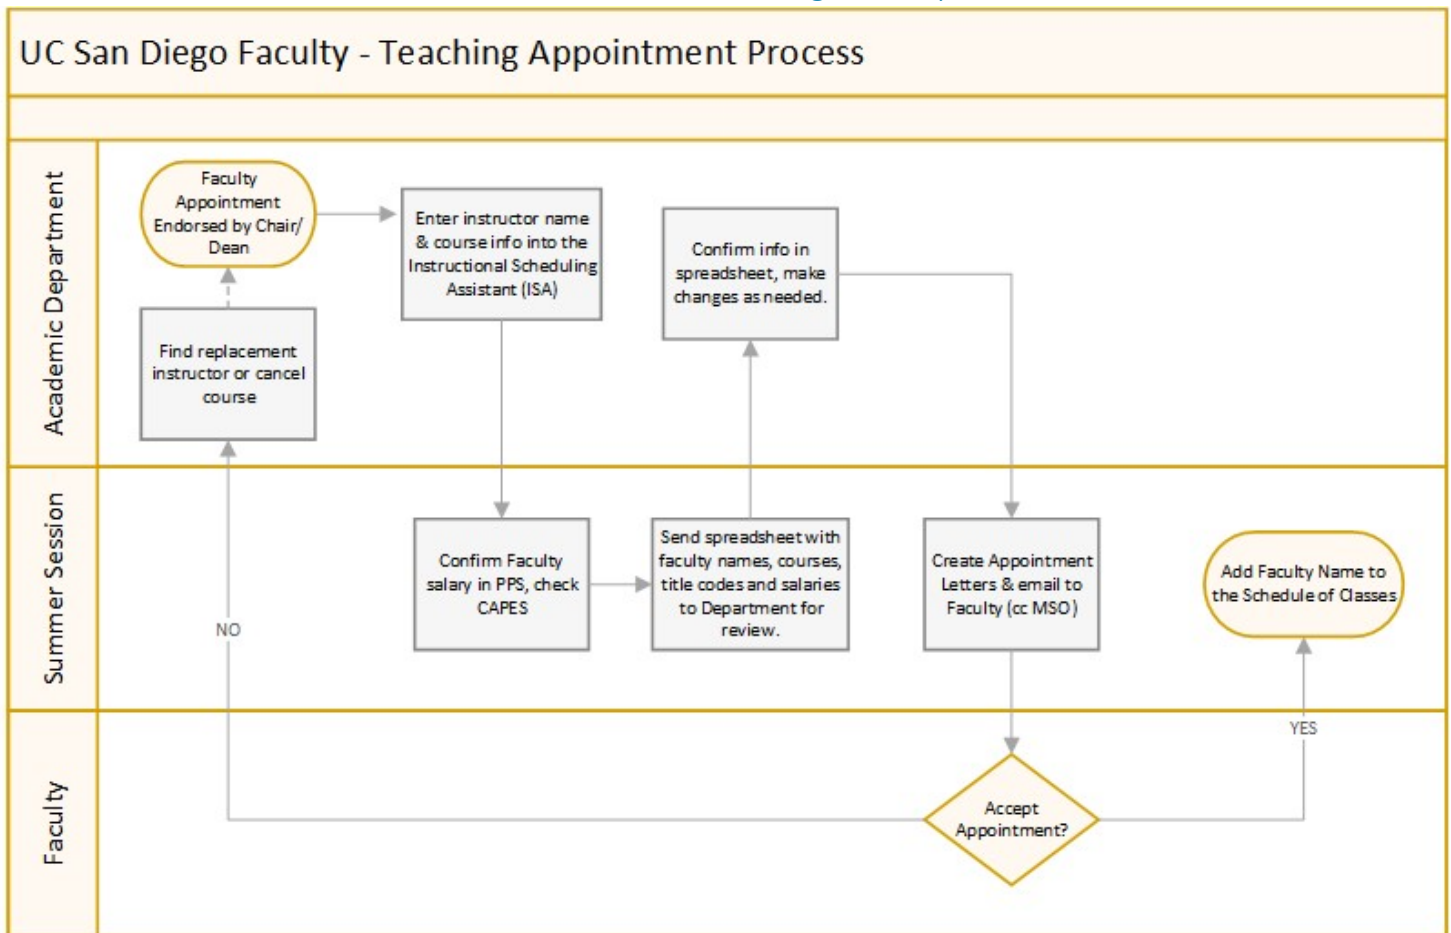 UC San Diego Faculty - Teaching Appointment Process
Academic Department
Faculty
Appointment
Endorsed by Chair/
Dean
Enter instructor name
& course info into the
Instructional Scheduling
Assistant (ISA)
Confirm info in
spreadsheet, make
changes as needed.
Find replacement
instructor or cancel
course
Summer Session
Confirm Faculty
salary in PPS, check
CAPES
Send spreadsheet with
faculty names, courses,
title codes and salaries
to Department for
review.
Create Appointment
Letters & email to
Faculty (cc MSO)
Add Faculty Name to
the Schedule of Classes
NO
YES
Faculty
Accept
Appointment?